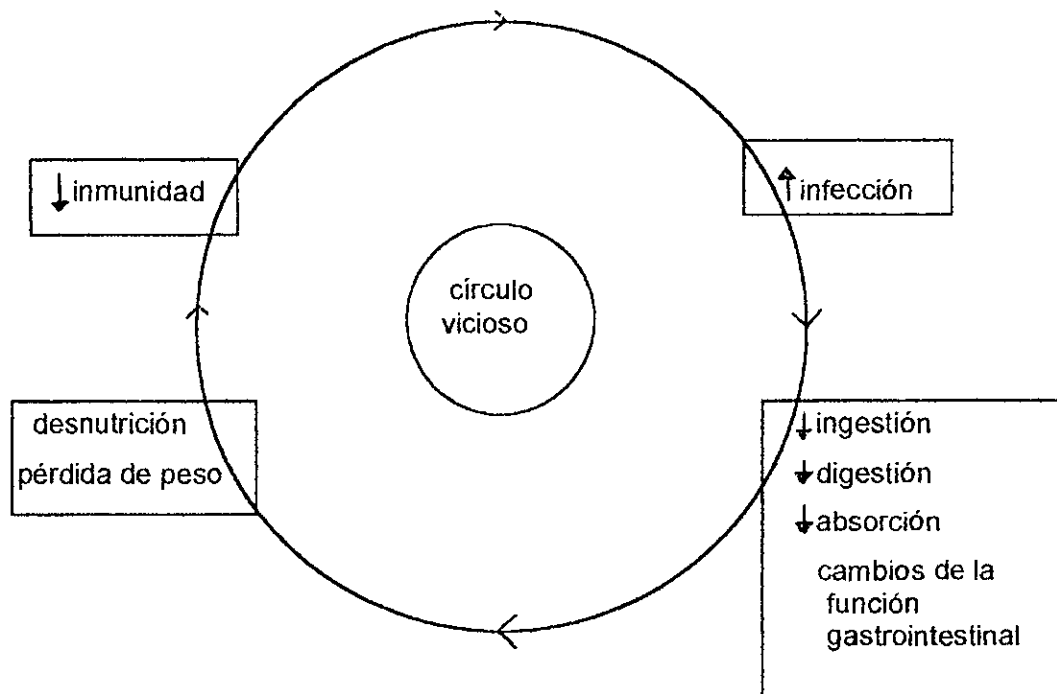 ↓ inmunidad
↑ infección
círculo
vicioso
desnutrición
pérdida de peso
↓ ingestión
↓ digestión
↓ absorción
cambios de la
función
gastrointestinal